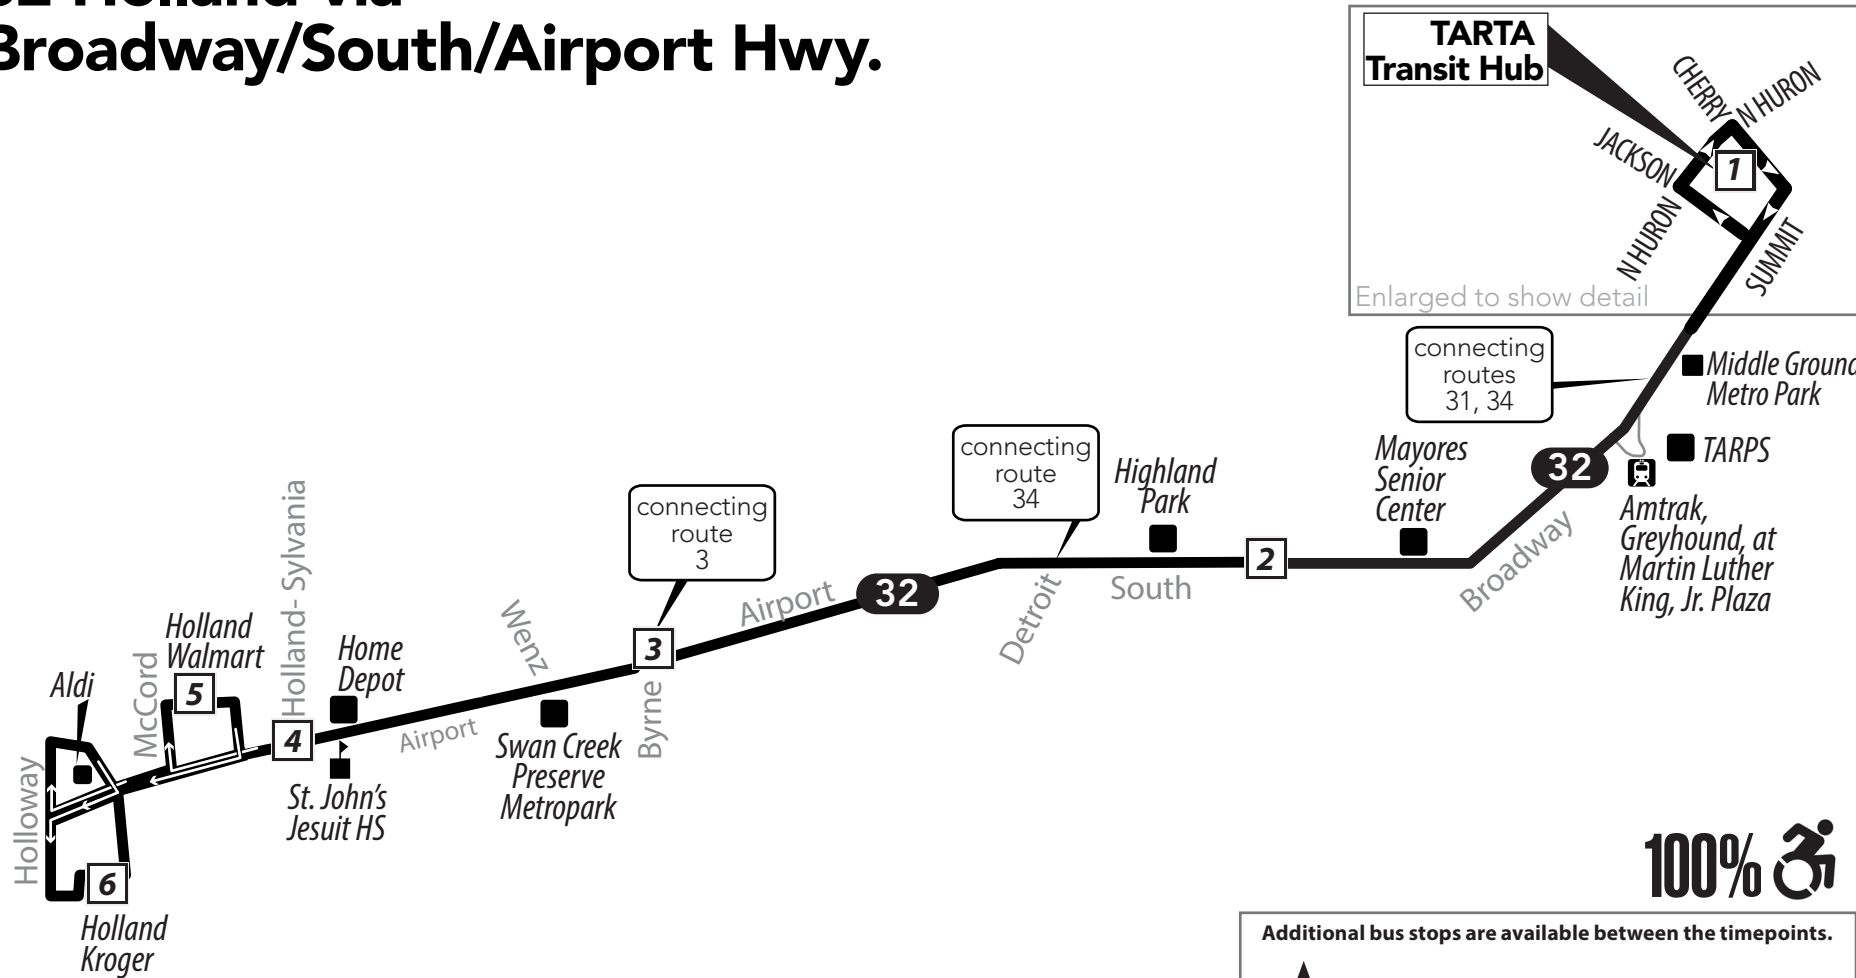 Broadway/South/Airport Hwy.
TARTA
Transit Hub
CHERRY
N HURON
JACKSON
1
N HURON
SUMMIT
Enlarged to show detail
connecting
routes
31, 34
Middle Ground
Metro Park
TARPS
32
Amtrak,
Greyhound, at
Martin Luther
King, Jr. Plaza
Mayores
Senior
Center
Broadway
connecting
route
34
Highland
Park
2
South
Detroit
connecting
route
3
32
Airport
3
Byrne
Wenz
Swan Creek
Preserve
Metropark
Airport
Holland- Sylvania
Home
Depot
4
St. John's
Jesuit HS
Holland
Walmart
5
McCord
Aldi
Holloway
6
Holland
Kroger
100%
Additional bus stops are available between the timepoints.